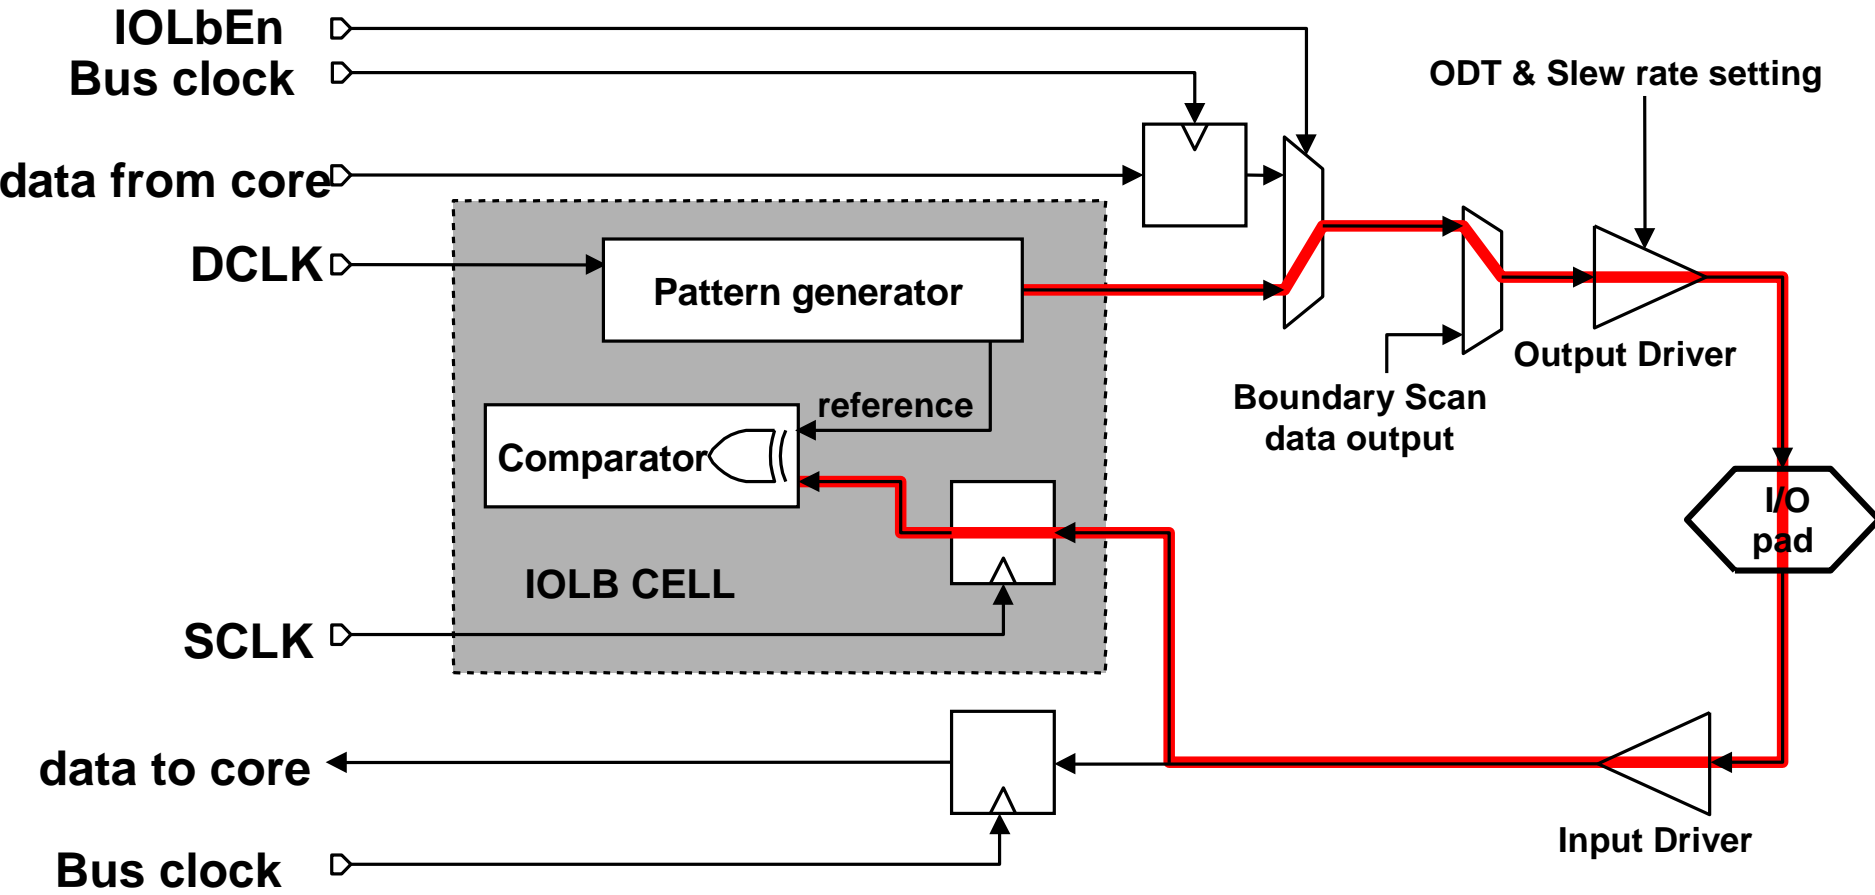 IOLbEn
Bus clock
ODT & Slew rate setting
data from core
DCLK
Pattern generator
Output Driver
reference
Boundary Scan
data output
Comparator
I/O
pad
IOLB CELL
SCLK
data to core
Input Driver
Bus clock